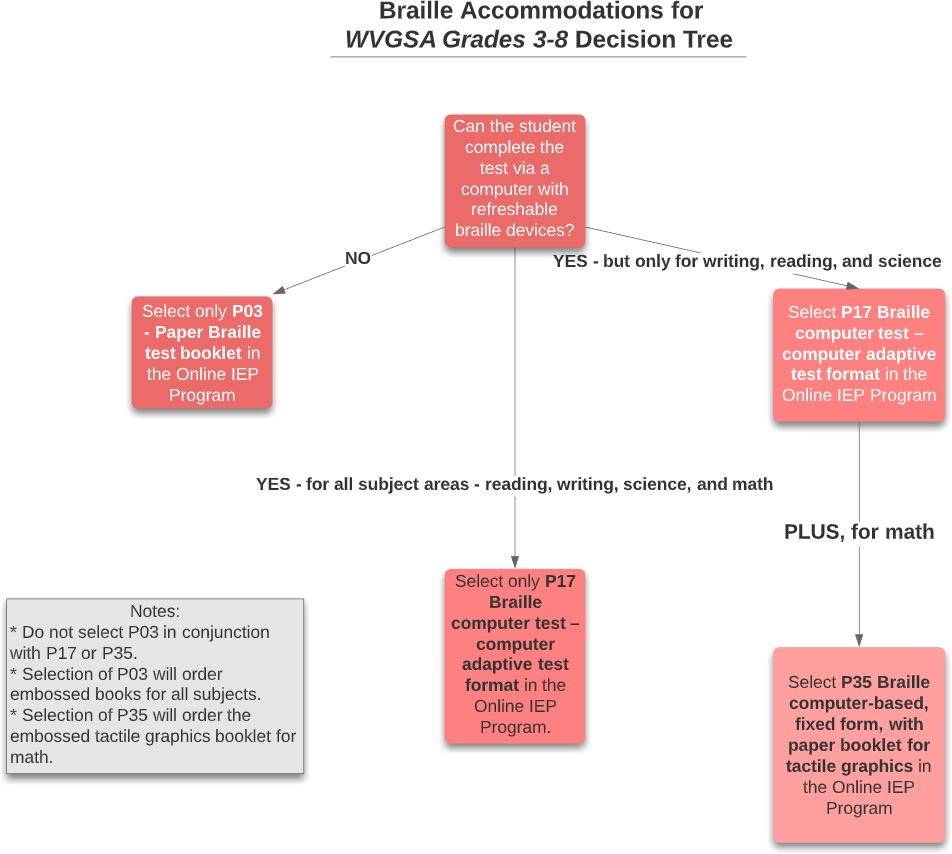 Braille Accommodations for
WVGSA Grades 3-8 Decision Tree
Can the student
complete the
test via a
computer with
refreshable
braille devices?
NO
YES - but only for writing, reading, and science
Select only P03
- Paper Braille
test booklet in
the Online IEP
Program
Select P17 Braille
computer test –
computer adaptive
test format in the
Online IEP Program
YES - for all subject areas - reading, writing, science, and math
PLUS, for math
Select only P17
Braille
computer test –
computer
adaptive test
format in the
Online IEP
Program.
Notes:
* Do not select P03 in conjunction
with P17 or P35.
* Selection of P03 will order
embossed books for all subjects.
* Selection of P35 will order the
embossed tactile graphics booklet for
math.
Select P35 Braille
computer-based,
fixed form, with
paper booklet for
tactile graphics in
the Online IEP
Program